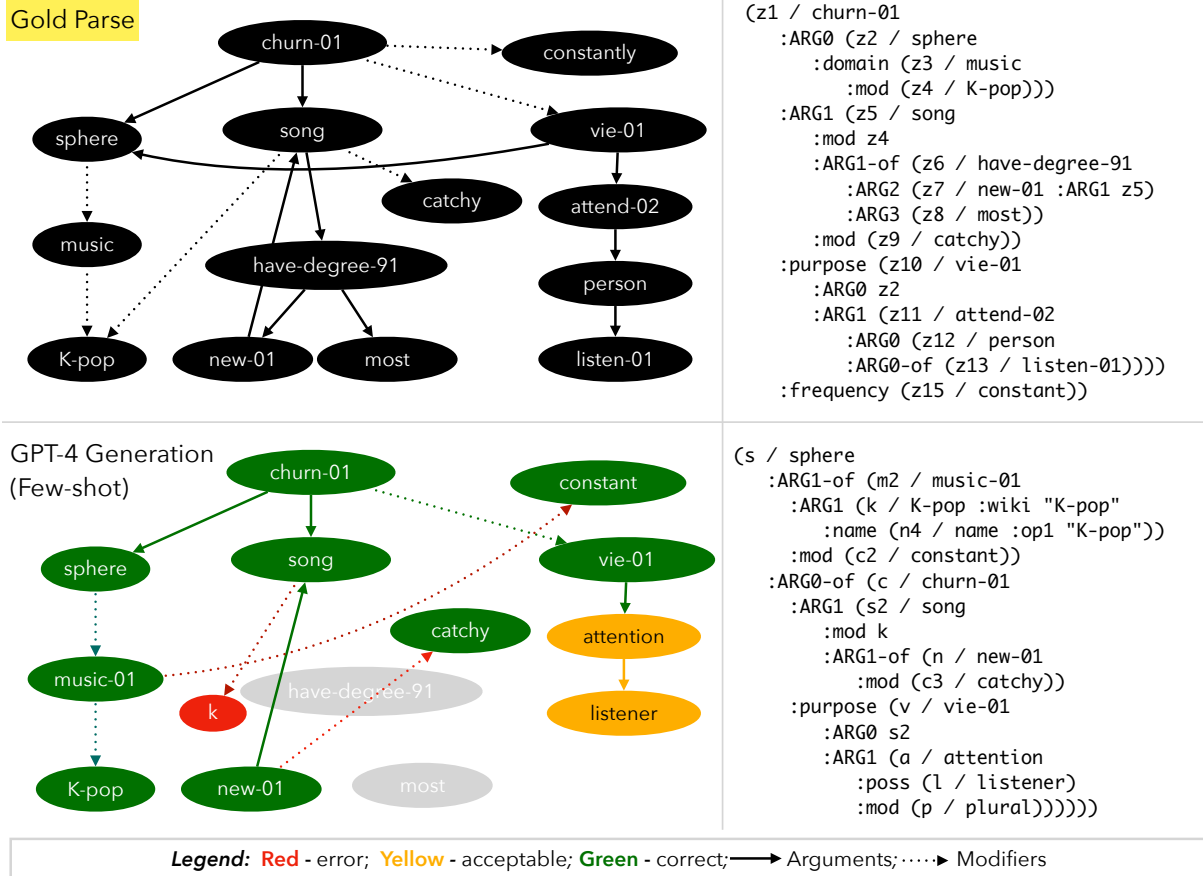 Gold Parse
churn-01
constantly
sphere
song
vie-01
catchy
attend-02
music
have-degree-91
person
K-pop
new-01
most
listen-01
(z1 / churn-01
:ARG0 (z2 / sphere
:domain (z3 / music
:mod (z4 / K-pop)))
:ARG1 (z5 / song
:mod z4
:ARG1-of (z6 / have-degree-91
:ARG2 (z7 / new-01 :ARG1 z5)
:ARG3 (z8 / most))
:mod (z9 / catchy))
:purpose (z10 / vie-01
:ARG0 z2
:ARG1 (z11 / attend-02
:ARG0 (z12 / person
:ARG0-of (z13 / listen-01))))
:frequency (z15 / constant))
GPT-4 Generation
(Few-shot)
churn-01
constant
sphere
song
vie-01
catchy
attention
music-01
have-degree-91
k
listener
K-pop
new-01
most
(s / sphere
:ARG1-of (m2 / music-01
:ARG1 (k / K-pop :wiki "K-pop"
:name (n4 / name :op1 "K-pop"))
:mod (c2 / constant))
:ARG0-of (c / churn-01
:ARG1 (s2 / song
:mod k
:ARG1-of (n / new-01
:mod (c3 / catchy))
:purpose (v / vie-01
:ARG0 s2
:ARG1 (a / attention
:poss (l / listener)
:mod (p / plural))))))
Legend: Red - error; Yellow - acceptable; Green - correct; Arguments; Modifiers